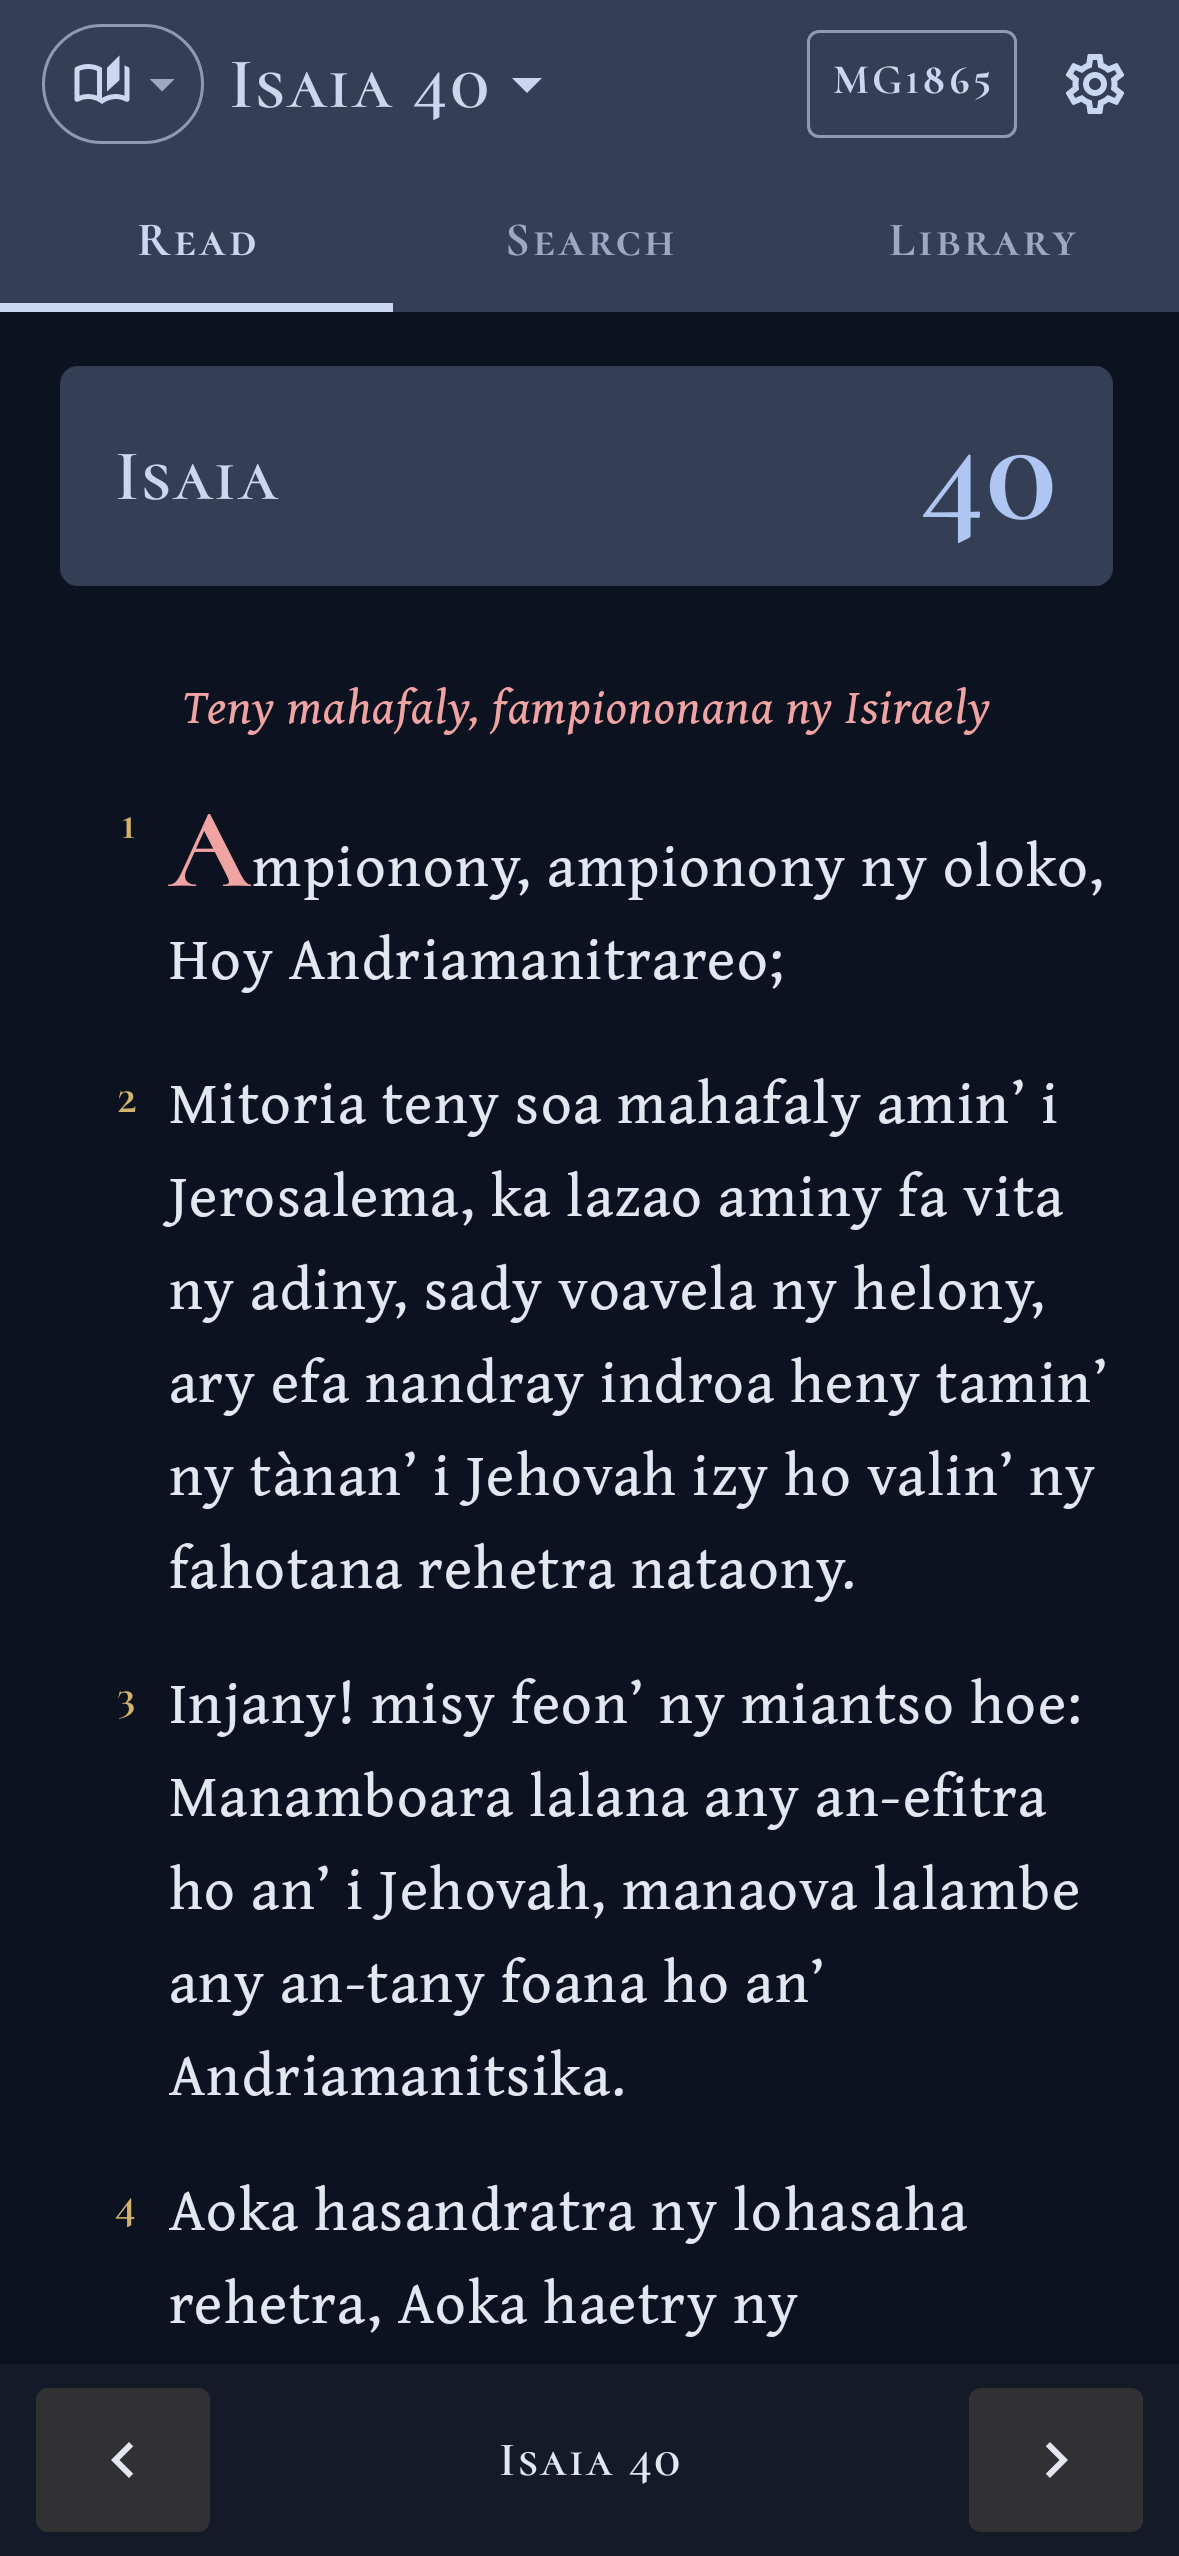 Isaia 40
MG1865
Read
Search
Library
Isaia
40
Teny mahafaly, fampiononana ny Isiraely
1 Ampionony, ampionony ny oloko,
Hoy Andriamanitrareo;
2 Mitoria teny soa mahafaly amin’ i
Jerosalema, ka lazao aminy fa vita
ny adiny, sady voavela ny helony,
ary efa nandray indroa heny tamin’
ny tànan’ i Jehovah izy ho valin’ ny
fahotana rehetra nataony.
3 Injany! misy feon’ ny miantso hoe:
Manamboara lalana any an-efitra
ho an’ i Jehovah, manaova lalambe
any an-tany foana ho an’
Andriamanitsika.
4 Aoka hasandratra ny lohasaha
rehetra, Aoka haetry ny
Isaia 40